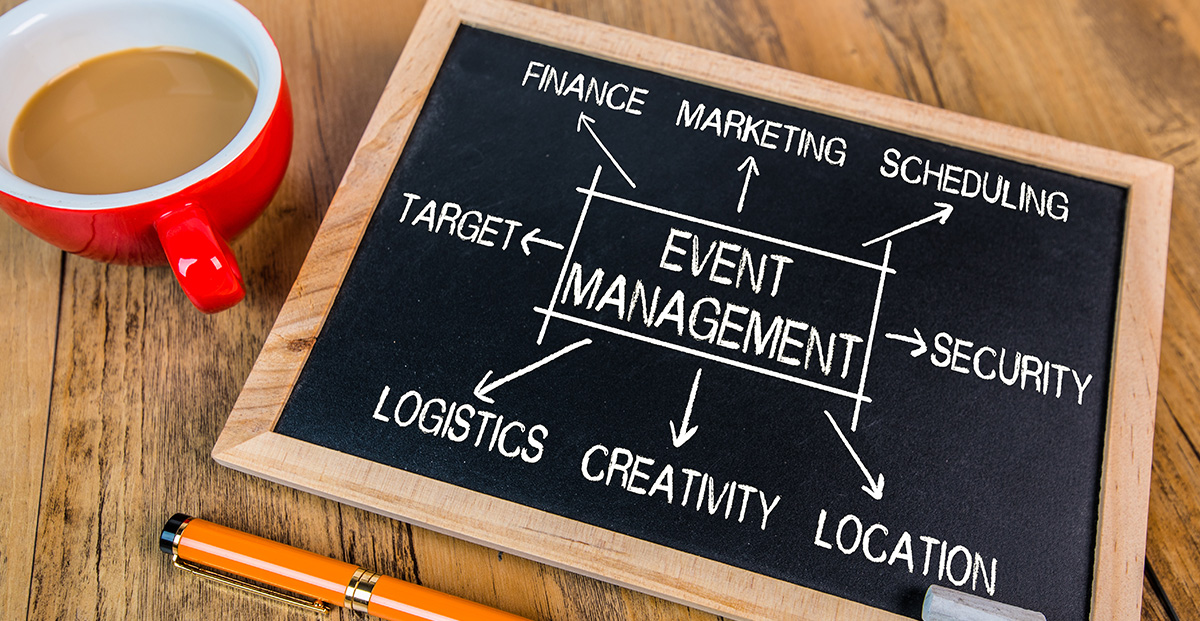 FINANCE
MARKETING
SCHEDULING
TARGET
EVENT
MANAGEMENT
SECURITY
LOGISTICS
CREATIVITY
LOCATION